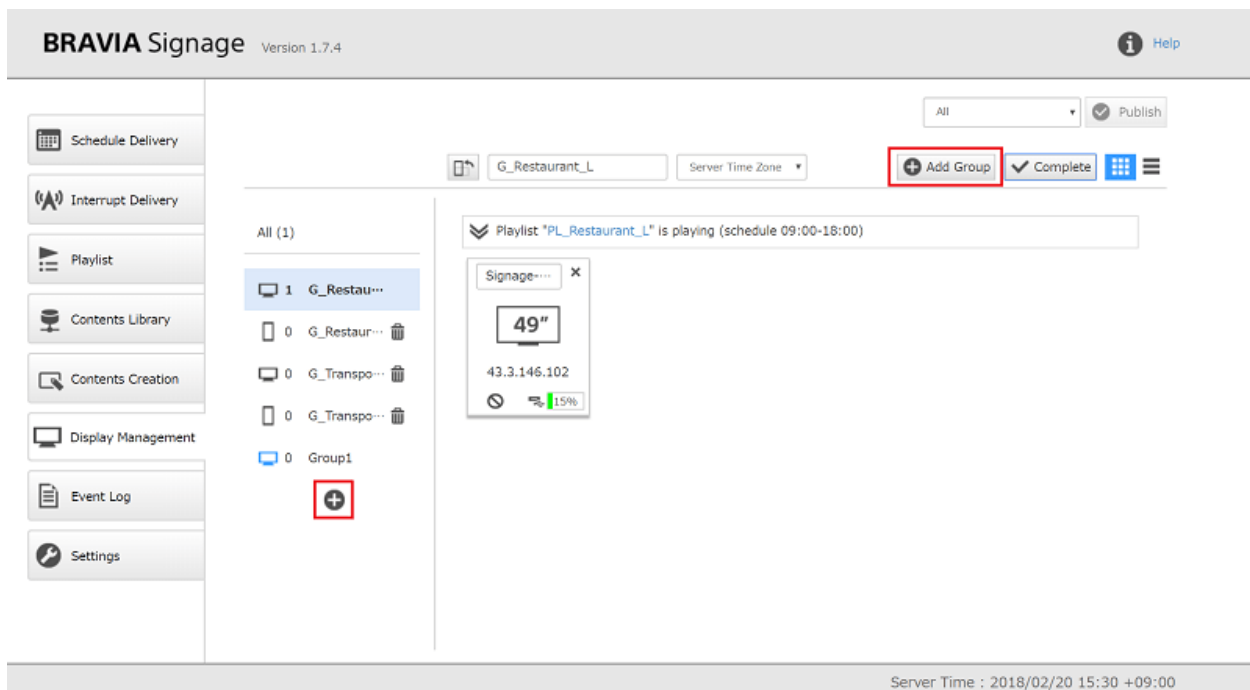 BRAVIA Signage Version 1.7.4
Help
All
Publish
Schedule Delivery
G_Restaurant_L
Server Time Zone
Add Group
Complete
Interrupt Delivery
All (1)
Playlist "PL_Restaurant_L" is playing (schedule 09:00-18:00)
Playlist
Signage-···
1 G_Restau···
49"
0 G_Restaur···
Contents Library
43.3.146.102
0 G_Transpo···
Contents Creation
15%
0 G_Transpo···
Display Management
0 Group1
Event Log
Settings
Server Time : 2018/02/20 15:30 +09:00